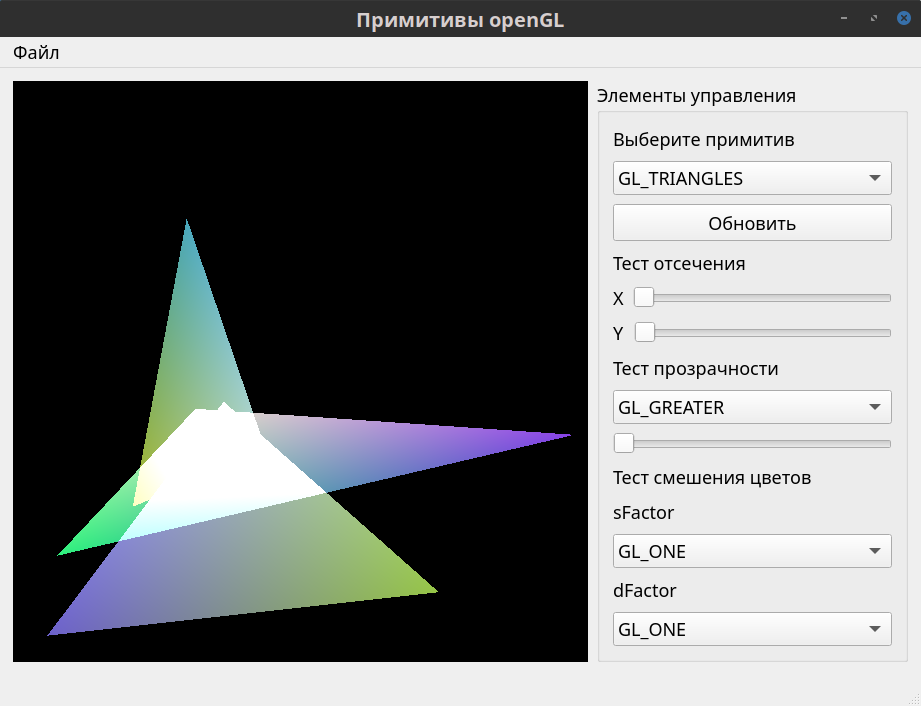 Примитивы openGL
Файл
Элементы управления
Выберите примитив
GL_TRIANGLES
Обновить
Тест отсечения
X
Y
Тест прозрачности
GL_GREATER
Тест смешения цветов
sFactor
GL_ONE
dFactor
GL_ONE